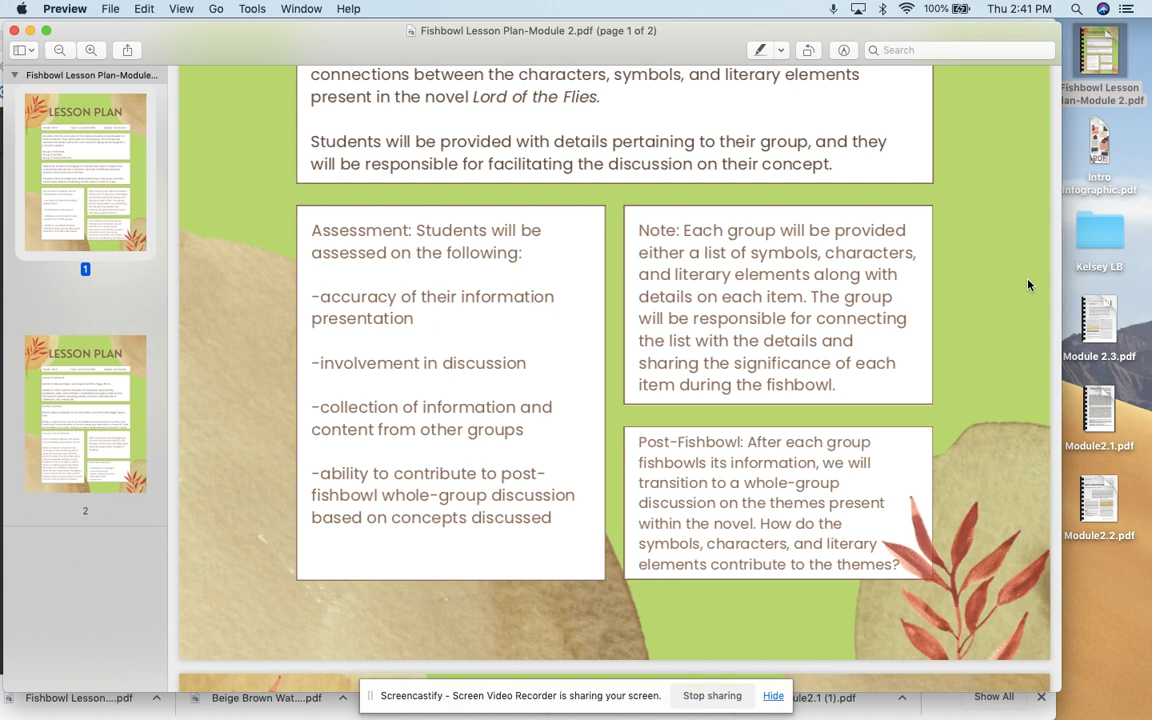 Preview File Edit View Go Tools Window Help 100% Thu 2:41 PM
Fishbowl Lesson Plan-Module 2.pdf (page 1 of 2)
Search
Fishbowl Lesson Plan-Module...
LESSON PLAN
1
LESSON PLAN
2
connections between the characters, symbols, and literary elements
present in the novel Lord of the Flies.
Students will be provided with details pertaining to their group, and they
will be responsible for facilitating the discussion on their concept.
Assessment: Students will be
assessed on the following:
-accuracy of their information
presentation
-involvement in discussion
-collection of information and
content from other groups
-ability to contribute to post-
fishbowl whole-group discussion
based on concepts discussed
Note: Each group will be provided
either a list of symbols, characters,
and literary elements along with
details on each item. The group
will be responsible for connecting
the list with the details and
sharing the significance of each
item during the fishbowl.
Post-Fishbowl: After each group
fishbowls its information, we will
transition to a whole-group
discussion on the themes present
within the novel. How do the
symbols, characters, and literary
elements contribute to the themes?
Fishbowl Lesson
lan-Module 2.pdf
Intro
Infographic.pdf
Kelsey LB
Module 2.3.pdf
Module2.1.pdf
Module2.2.pdf
Fishbowl Lesson....pdf
Beige Brown Wat....pdf
Screencastify - Screen Video Recorder is sharing your screen.
Stop sharing
Hide
ule2.1 (1).pdf
Show All